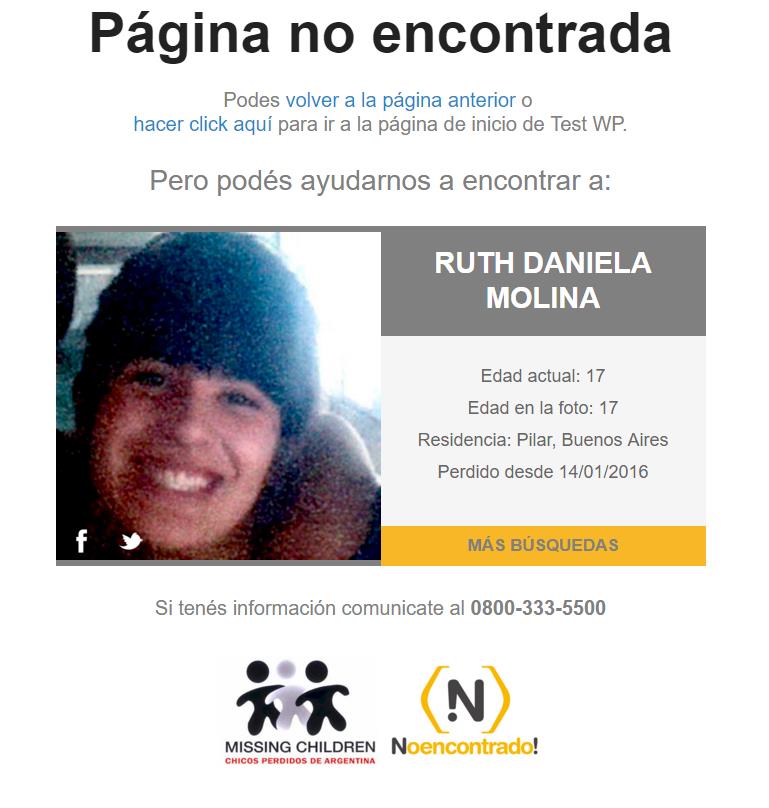 Página no encontrada
Podes volver a la página anterior o
hacer click aquí para ir a la página de inicio de Test WP.
Pero podés ayudarnos a encontrar a:
RUTH DANIELA
MOLINA
Edad actual: 17
Edad en la foto: 17
Residencia: Pilar, Buenos Aires
Perdido desde 14/01/2016
MÁS BÚSQUEDAS
Si tenés información comunicate al 0800-333-5500
MISSING CHILDREN
CHICOS PERDIDOS DE ARGENTINA
N!
Noencontrado!